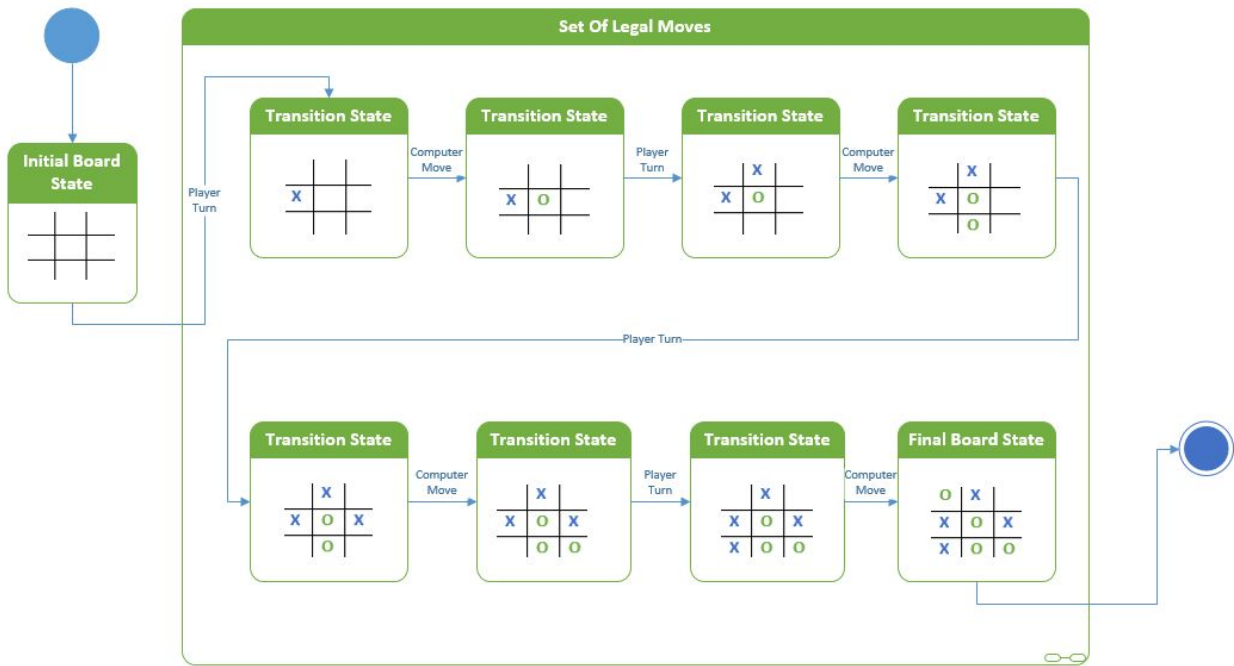 Set Of Legal Moves
Initial Board
State
Player
Turn
Transition State
X
Computer
Move
Transition State
X O
Player
Turn
Transition State
X
X O
Computer
Move
Transition State
X
X O
O
Player Turn
Transition State
X
X O X
O
Computer
Move
Transition State
X
X O X
O O
Player
Turn
Transition State
X
X O X
X O O
Computer
Move
Final Board State
O X
X O X
X O O